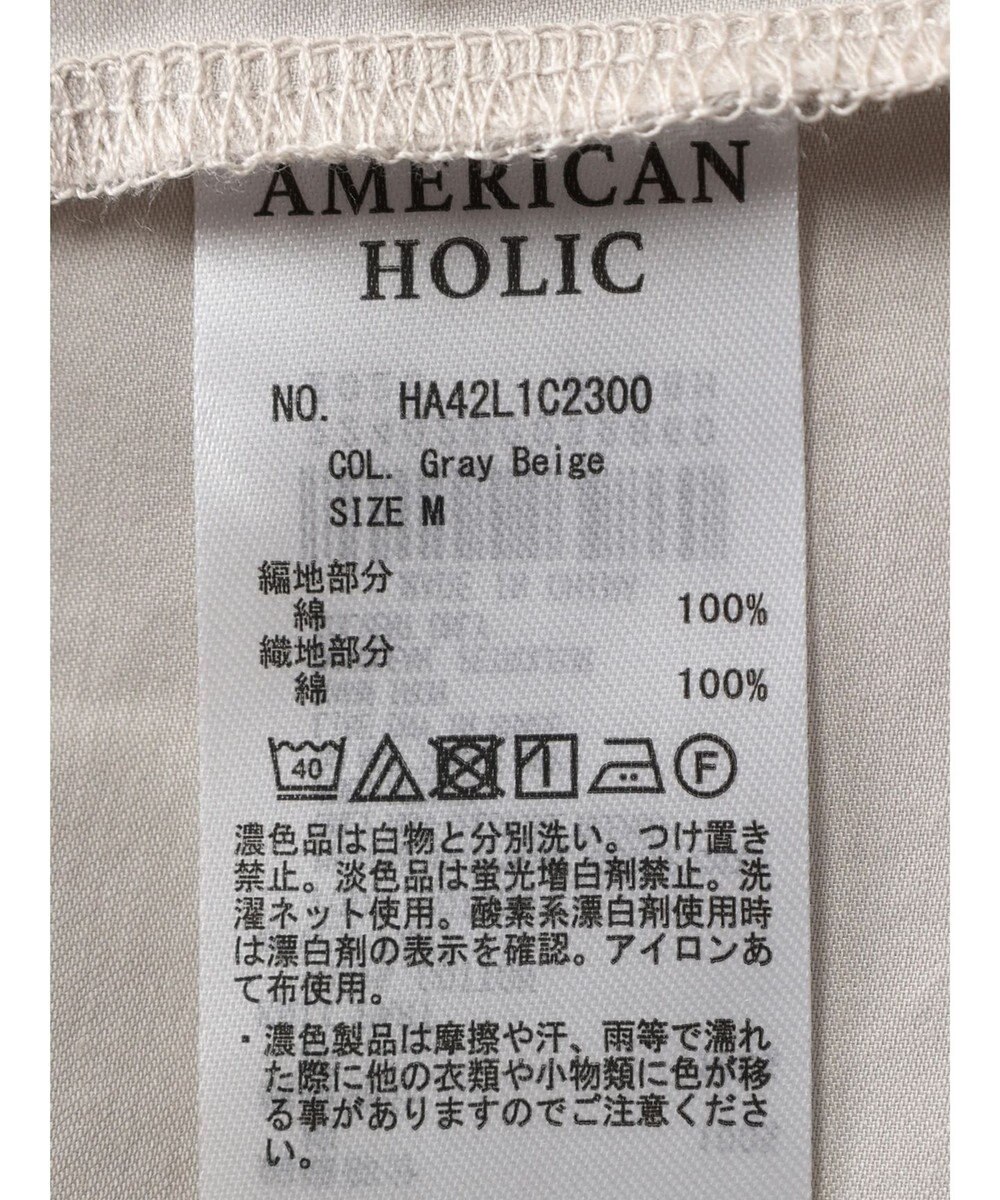 AMERICAN
HOLIC
NO. HA42L1C2300
COL. Gray Beige
SIZE M
編地部分
綿 100%
織地部分
綿 100%
40 F
濃色品は白物と分別洗い。つけ置き
禁止。淡色品は蛍光増白剤禁止。洗
濯ネット使用。酸素系漂白剤使用時
は漂白剤の表示を確認。アイロンあ
て布使用。
・濃色製品は摩擦や汗、雨等で濡れ
た際に他の衣類や小物類に色が移
る事がありますのでご注意くださ
い。